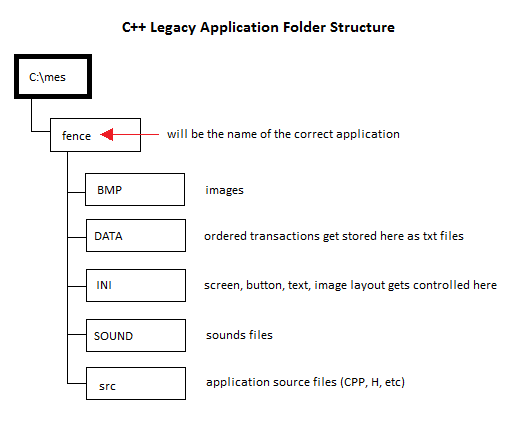 C++ Legacy Application Folder Structure
C:\mes
fence will be the name of the correct application
BMP images
DATA ordered transactions get stored here as txt files
INI screen, button, text, image layout gets controlled here
SOUND sounds files
src application source files (CPP, H, etc)